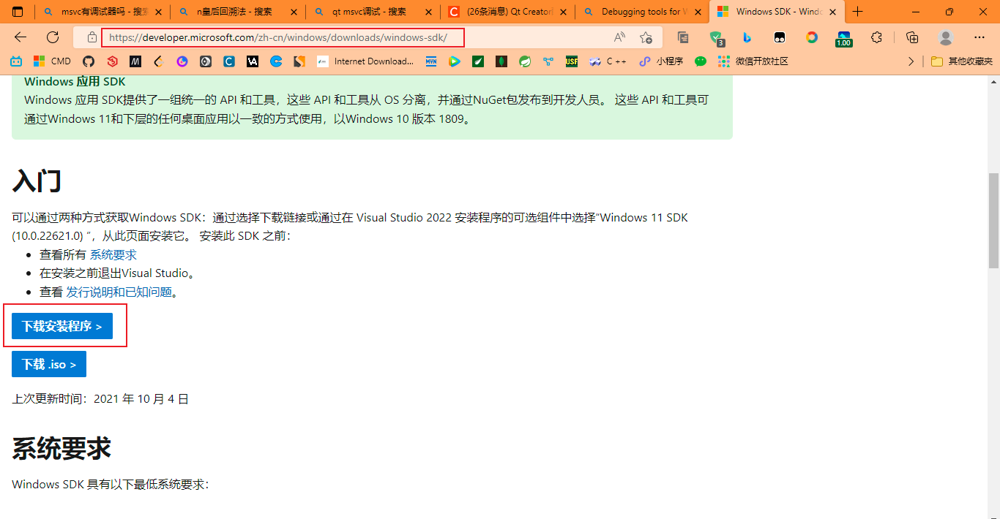 msvc有调试器吗 - 搜索
n皇后回溯法 - 搜索
qt msvc调试 - 搜索
(26条消息) Qt Creator
Debugging tools for W
Windows SDK - Windo
https://developer.microsoft.com/zh-cn/windows/downloads/windows-sdk/
3
1.00
CMD
Internet Download...
MVN
USF
C ++
小程序
微信开放社区
其他收藏夹
Windows 应用 SDK
Windows 应用 SDK提供了一组统一的 API 和工具，这些 API 和工具从 OS 分离，并通过NuGet包发布到开发人员。 这些 API 和工具可
通过Windows 11和下层的任何桌面应用以一致的方式使用，以Windows 10 版本 1809。
入门
可以通过两种方式获取Windows SDK：通过选择下载链接或通过在 Visual Studio 2022 安装程序的可选组件中选择“Windows 11 SDK
(10.0.22621.0) ”，从此页面安装它。 安装此 SDK 之前：
查看所有 系统要求
在安装之前退出Visual Studio。
查看 发行说明和已知问题。
下载安装程序 >
下载 .iso >
上次更新时间：2021 年 10 月 4 日
系统要求
Windows SDK 具有以下最低系统要求：